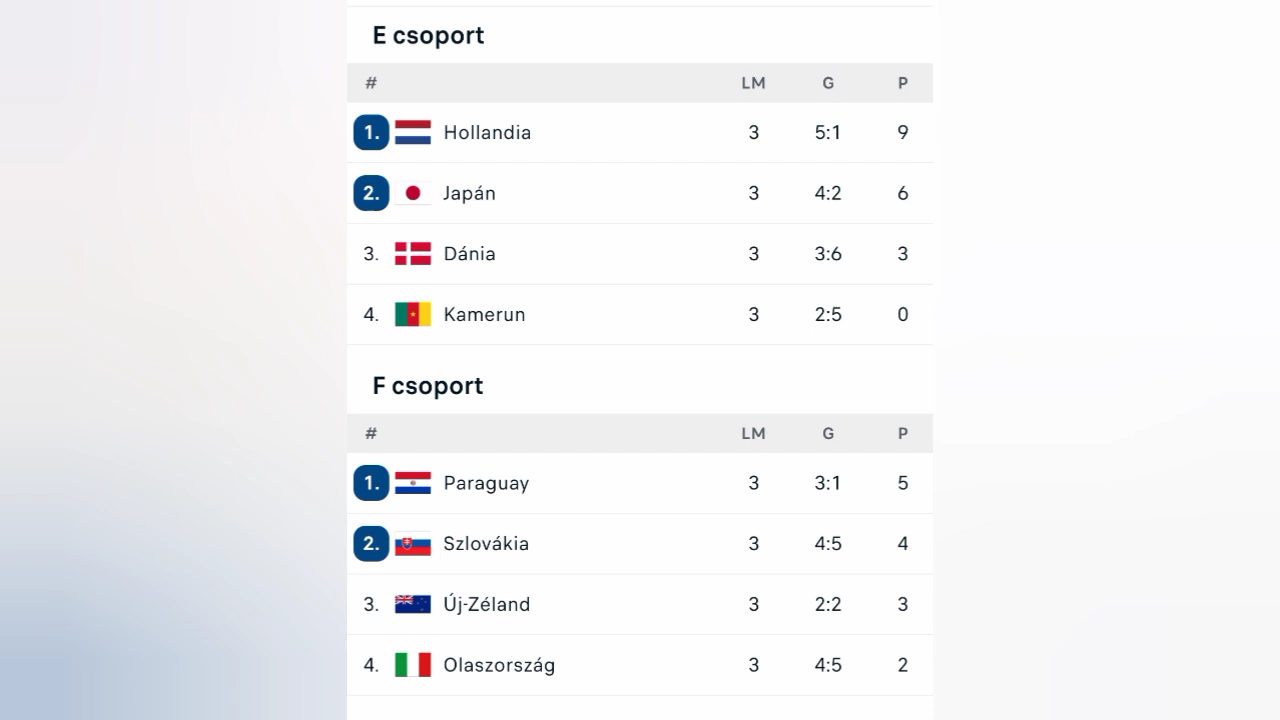 E csoport
# LM G P
1. Hollandia 3 5:1 9
2. Japán 3 4:2 6
3. Dánia 3 3:6 3
4. Kamerun 3 2:5 0
F csoport
# LM G P
1. Paraguay 3 3:1 5
2. Szlovákia 3 4:5 4
3. Új-Zéland 3 2:2 3
4. Olaszország 3 4:5 2